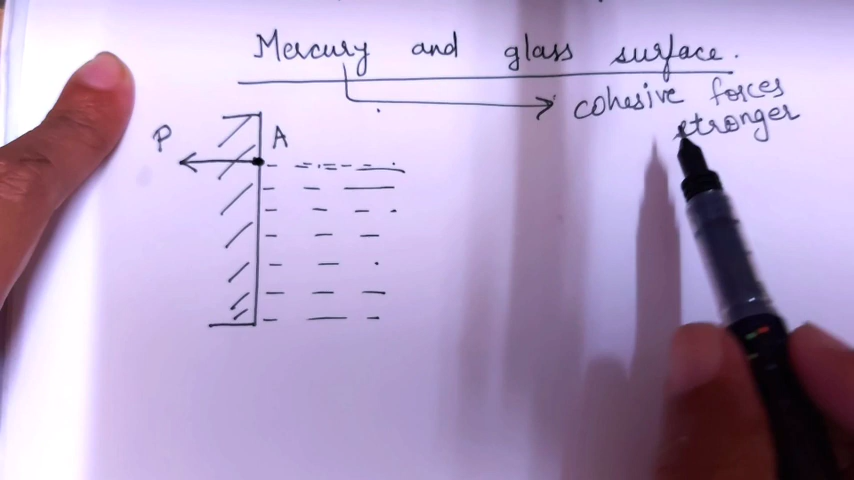 Mercury and glass surface.
cohesive forces
stronger
P
A